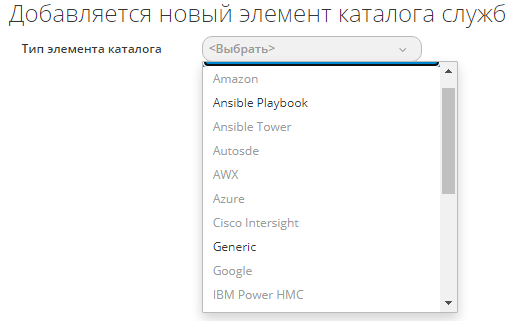 Добавляется новый элемент каталога служб
Тип элемента каталога
<Выбрать>
Amazon
Ansible Playbook
Ansible Tower
Autosde
AWX
Azure
Cisco Intersight
Generic
Google
IBM Power HMC